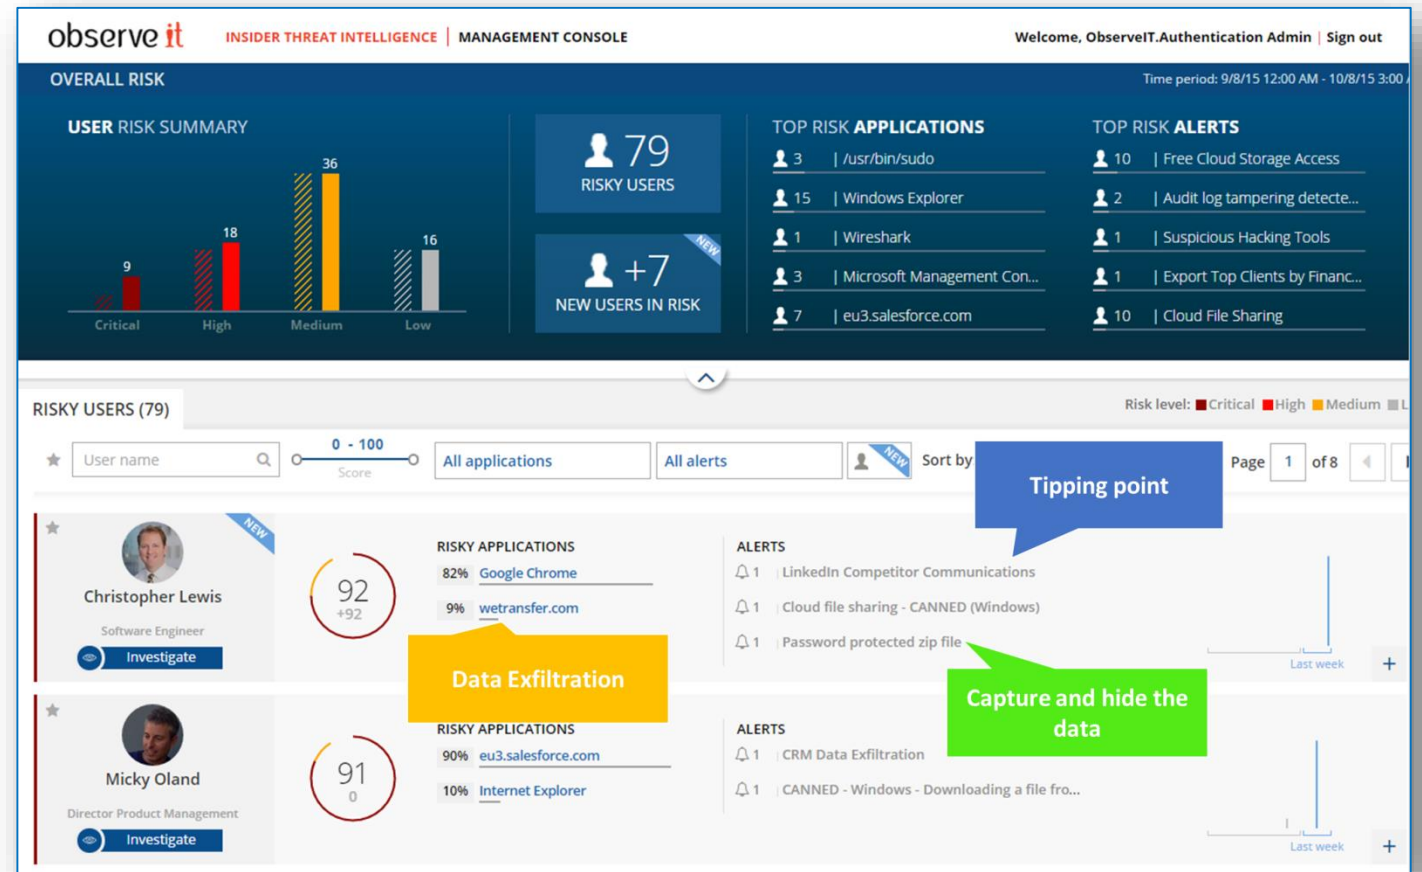 observe it
INSIDER THREAT INTELLIGENCE | MANAGEMENT CONSOLE
Welcome, ObserveIT.Authentication Admin | Sign out
OVERALL RISK
Time period: 9/8/15 12:00 AM - 10/8/15 3:00
USER RISK SUMMARY
9
18
36
16
Critical
High
Medium
Low
79
RISKY USERS
NEW
+7
NEW USERS IN RISK
TOP RISK APPLICATIONS
3 | /usr/bin/sudo
15 | Windows Explorer
1 | Wireshark
3 | Microsoft Management Con...
7 | eu3.salesforce.com
TOP RISK ALERTS
10 | Free Cloud Storage Access
2 | Audit log tampering detecte...
1 | Suspicious Hacking Tools
1 | Export Top Clients by Financ...
10 | Cloud File Sharing
RISKY USERS (79)
Risk level: Critical High Medium L
User name
0 - 100
Score
All applications
All alerts
NEW
Sort by
Page 1 of 8
Tipping point
NEW
Christopher Lewis
Software Engineer
Investigate
92
+92
RISKY APPLICATIONS
82% Google Chrome
9% wetransfer.com
Data Exfiltration
ALERTS
1 | LinkedIn Competitor Communications
1 | Cloud file sharing - CANNED (Windows)
1 | Password protected zip file
Capture and hide the
data
Last week
+
Micky Oland
Director Product Management
Investigate
91
0
RISKY APPLICATIONS
90% eu3.salesforce.com
10% Internet Explorer
ALERTS
1 | CRM Data Exfiltration
1 | CANNED - Windows - Downloading a file fro...
Last week
+